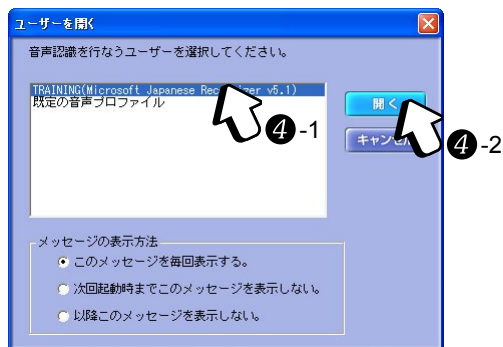 ユーザーを開く
音声認識を行なうユーザーを選択してください。
TRAINING(Microsoft Japanese Recognizer v5.1)
既定の音声プロファイル
開く
❹-1
キャンセル
❹-2
メッセージの表示方法
このメッセージを毎回表示する。
次回起動時までこのメッセージを表示しない。
以降このメッセージを表示しない。